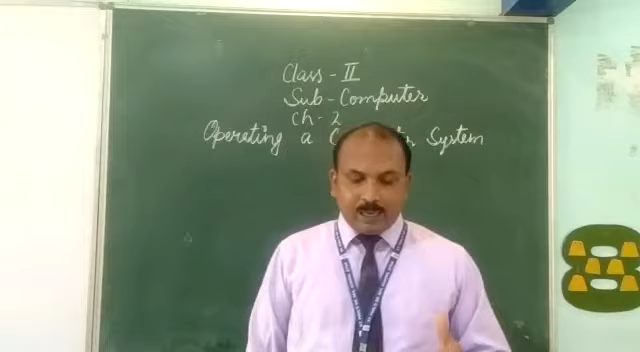 Class - II
Sub - Computer
Ch - 2
Operating a System